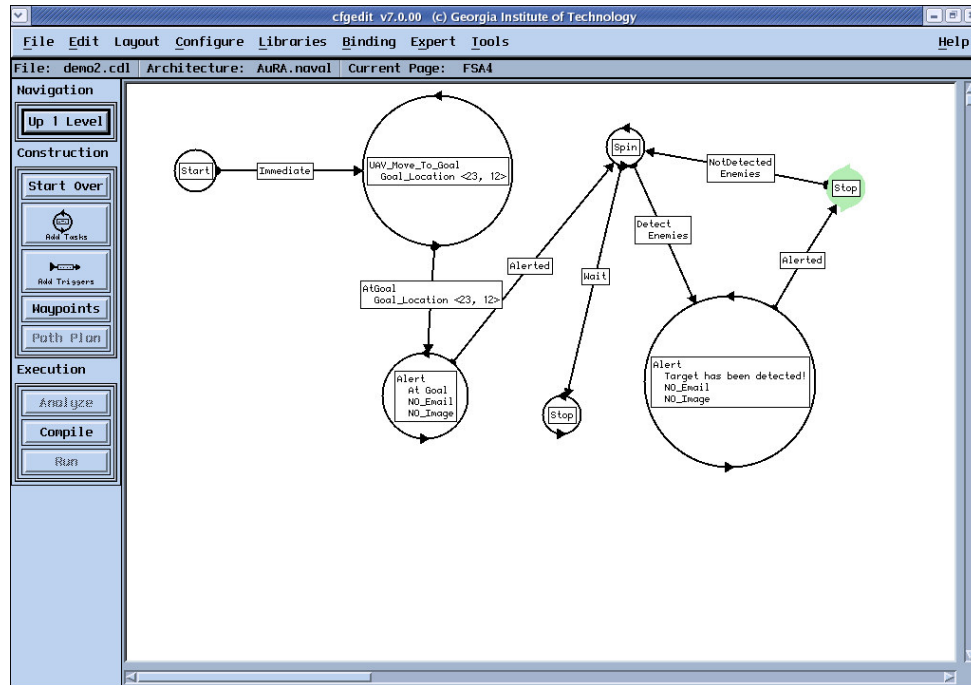 cfgedit v7.0.00 (c) Georgia Institute of Technology
File Edit Layout Configure Libraries Binding Expert Tools Help
File: demo2.cdl Architecture: AuRA.naval Current Page: FSA4
Navigation
Up 1 Level
Construction
Start Over
Add Tasks
Add Triggers
Waypoints
Path Plan
Execution
Analyze
Compile
Run
Start
Immediate
UAV_Move_To_Goal
Goal_Location <23, 12>
AtGoal
Goal_Location <23, 12>
Alert
At Goal
NO_Email
NO_Image
Alerted
Spin
Wait
Stop
Detect
Enemies
NotDetected
Enemies
Stop
Alerted
Alert
Target has been detected!
NO_Email
NO_Image